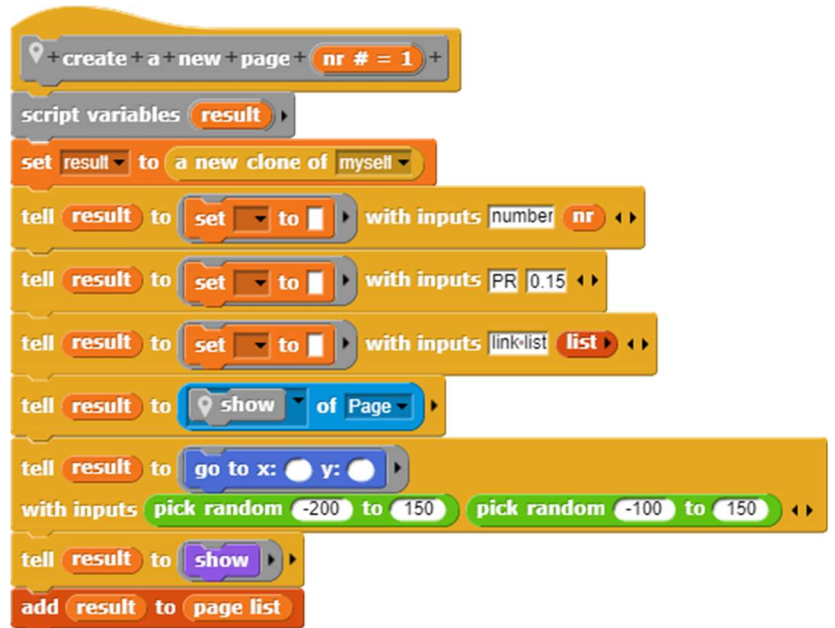 +create+a+new+page+ nr # = 1 +
script variables result
set result to a new clone of myself
tell result to set to with inputs number nr
tell result to set to with inputs PR 0.15
tell result to set to with inputs link•list list
tell result to show of Page
tell result to go to x: y:
with inputs pick random -200 to 150 pick random -100 to 150
tell result to show
add result to page list